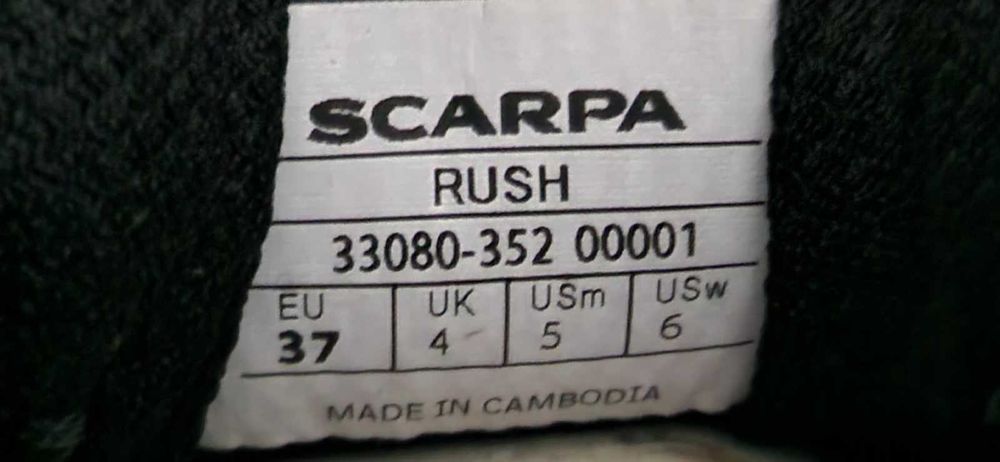 SCARPA
RUSH
33080-352 00001
EU UK USm USw
37 4 5 6
MADE IN CAMBODIA